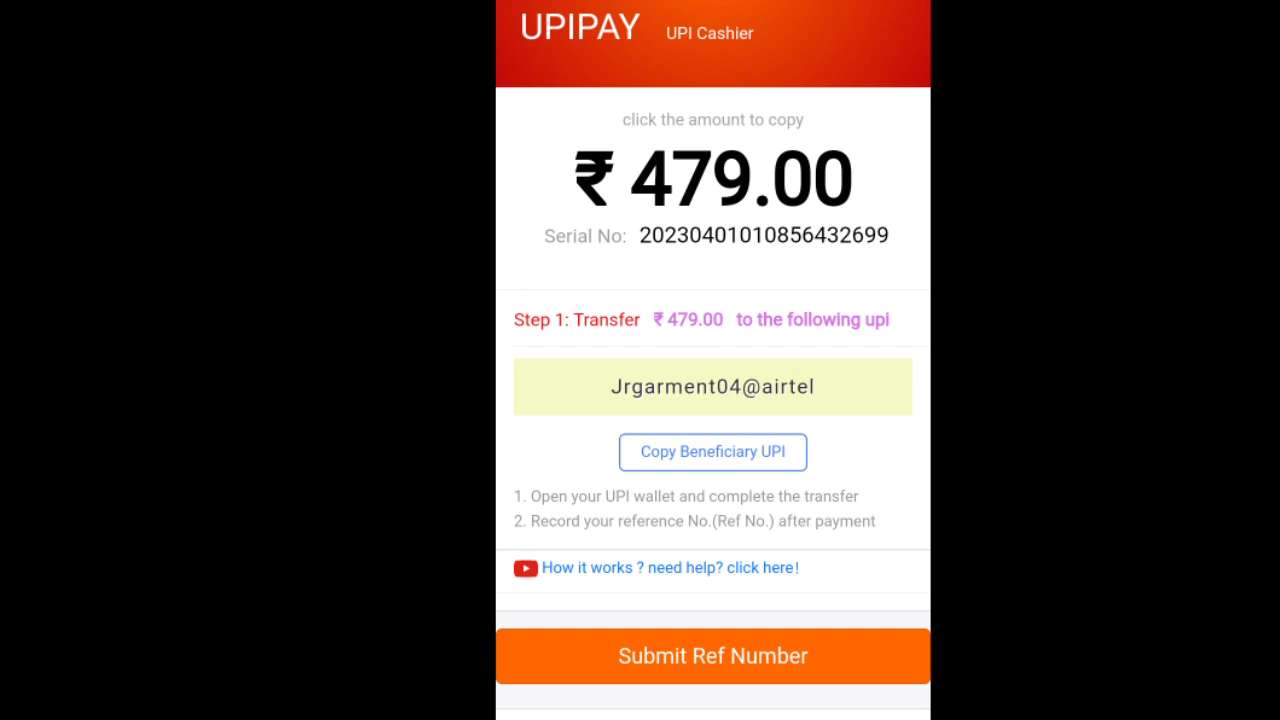 UPIPAY UPI Cashier
click the amount to copy
₹ 479.00
Serial No: 20230401010856432699
Step 1: Transfer ₹ 479.00 to the following upi
Jrgarment04@airtel
Copy Beneficiary UPI
1. Open your UPI wallet and complete the transfer
2. Record your reference No.(Ref No.) after payment
How it works ? need help? click here!
Submit Ref Number